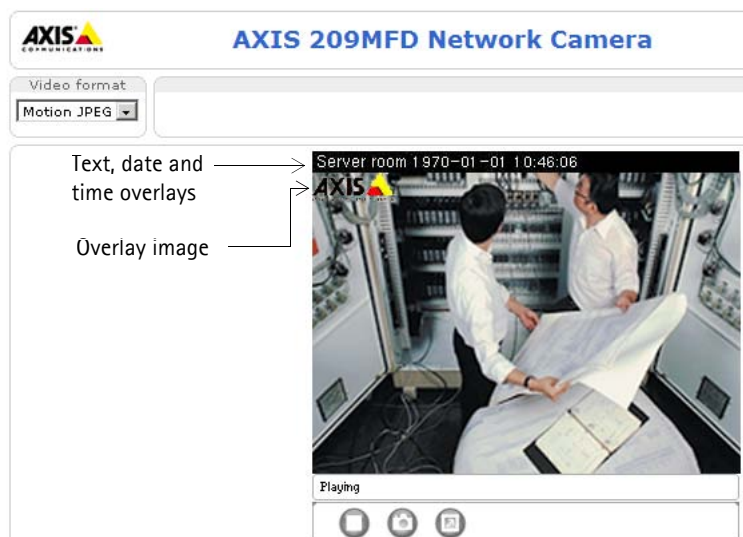 AXIS
COMMUNICATIONS
AXIS 209MFD Network Camera
Video format
Motion JPEG
Text, date and
time overlays
Server room 1970-01-01 10:46:06
AXIS
Overlay image
Playing